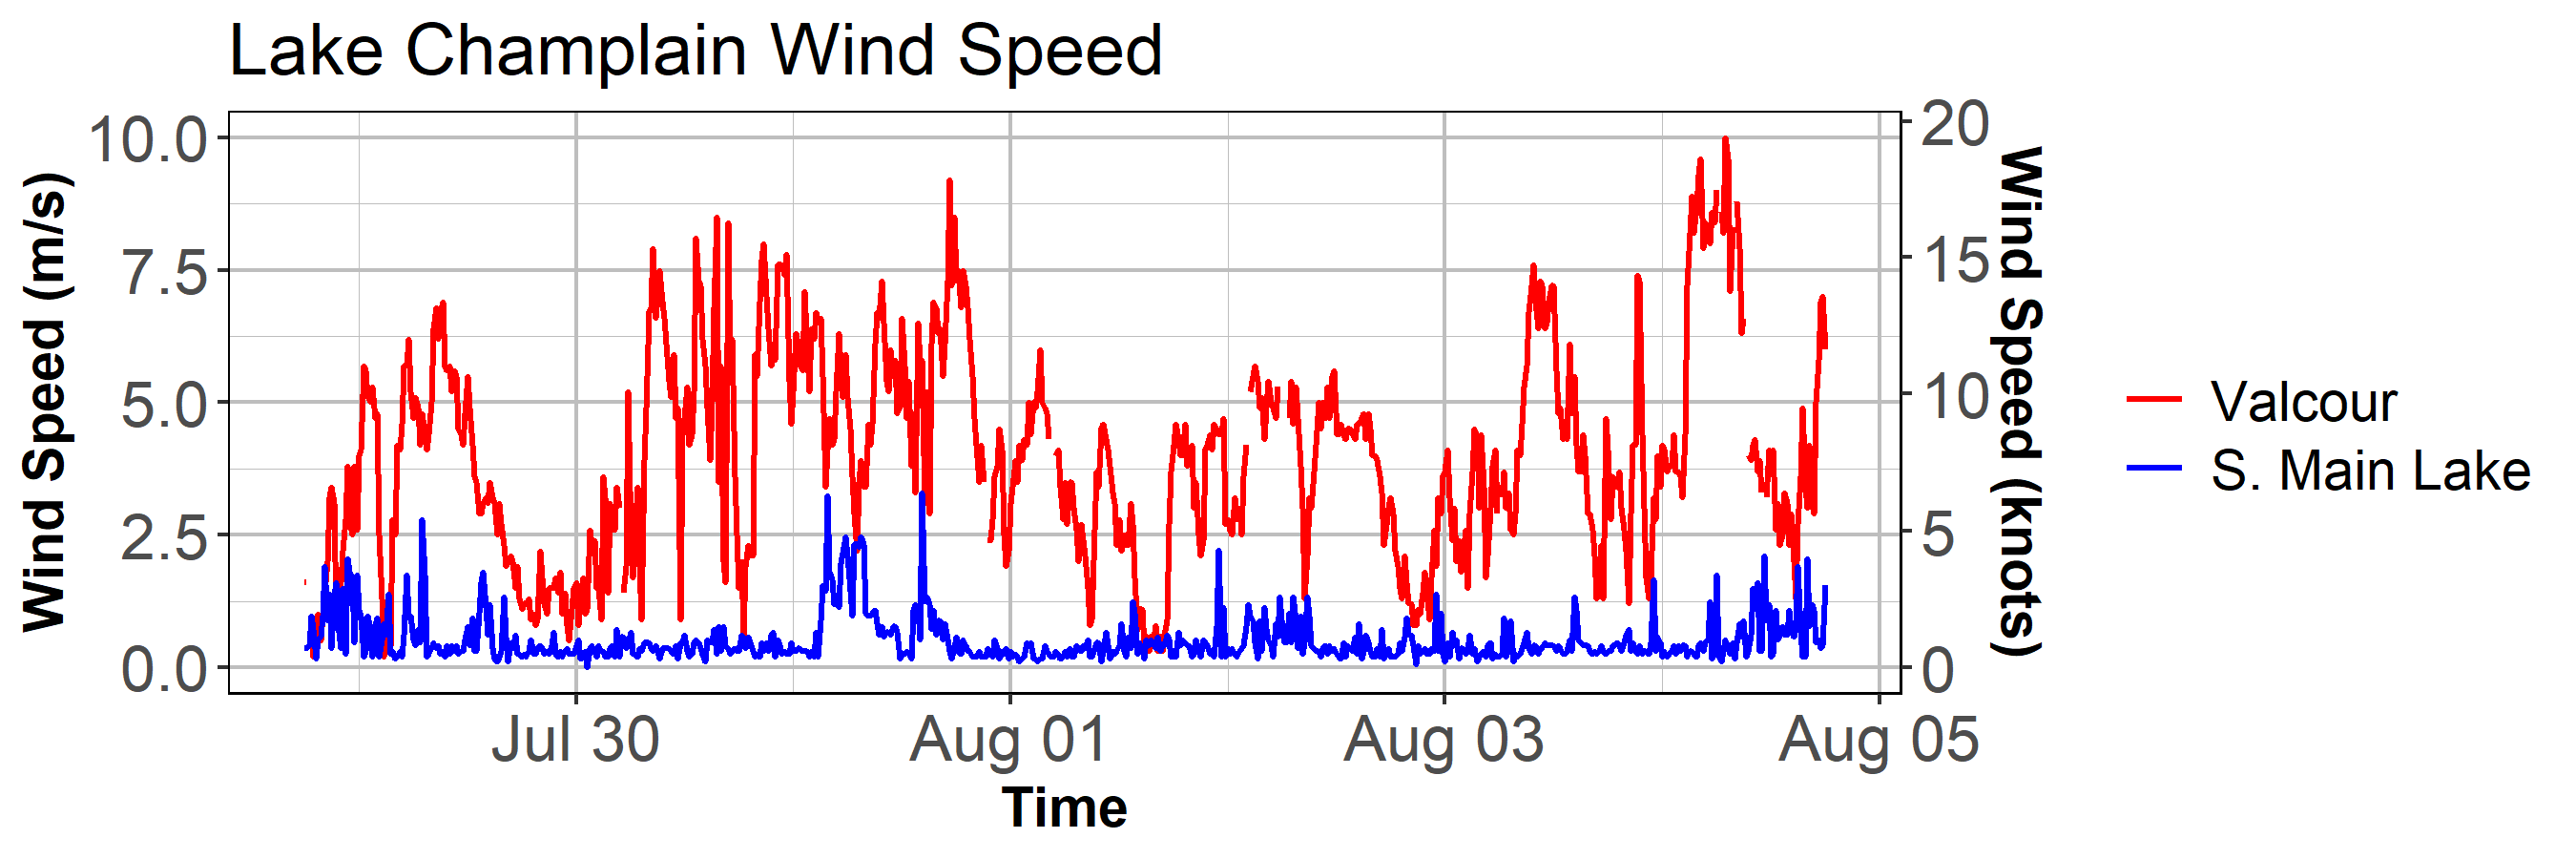 Lake Champlain Wind Speed
Wind Speed (m/s)
10.0
7.5
5.0
2.5
0.0
20
15
10
5
0
Wind Speed (knots)
Jul 30
Aug 01
Aug 03
Aug 05
Time
Valcour
S. Main Lake